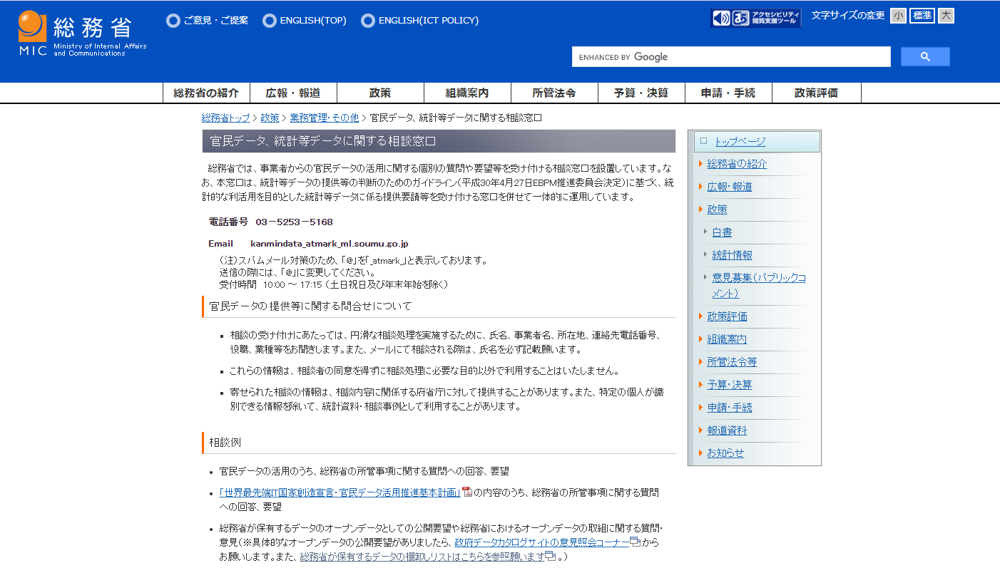 総務省
MIC
Ministry of Internal Affairs
and Communications
ご意見・ご提案 ENGLISH(TOP) ENGLISH(ICT POLICY)
あ アクセシビリティ
閲覧支援ツール
文字サイズの変更 小 標準 大
ENHANCED BY Google
総務省の紹介 広報・報道 政策 組織案内 所管法令 予算・決算 申請・手続 政策評価
総務省トップ > 政策 > 業務管理・その他 > 官民データ、統計等データに関する相談窓口
官民データ、統計等データに関する相談窓口
総務省では、事業者からの官民データの活用に関する個別の質問や要望等を受け付ける相談窓口を設置しています。な
お、本窓口は、統計等データの提供等の判断のためのガイドライン（平成30年4月27日EBPM推進委員会決定）に基づく、統
計的な利活用を目的とした統計等データに係る提供要請等を受け付ける窓口を併せて一体的に運用しています。
電話番号 03－5253－5168
Email kanmindata_atmark_ml.soumu.go.jp
（注）スパムメール対策のため、「@」を「_atmark_」と表示しております。
送信の際には、「@」に変更してください。
受付時間 10:00 ～ 17:15 （土日祝日及び年末年始を除く）
官民データの提供等に関する問合せについて
相談の受け付けにあたっては、円滑な相談処理を実施するために、氏名、事業者名、所在地、連絡先電話番号、
役職、業種等をお聞きします。また、メールにて相談される際は、氏名を必ず記載願います。
これらの情報は、相談者の同意を得ずに相談処理に必要な目的以外で利用することはいたしません。
寄せられた相談の情報は、相談内容に関係する府省庁に対して提供することがあります。また、特定の個人が識
別できる情報を除いて、統計資料・相談事例として利用することがあります。
相談例
官民データの活用のうち、総務省の所管事項に関する質問への回答、要望
「世界最先端IT国家創造宣言・官民データ活用推進基本計画」の内容のうち、総務省の所管事項に関する質問
への回答、要望
総務省が保有するデータのオープンデータとしての公開要望や総務省におけるオープンデータの取組に関する質問・
意見（※具体的なオープンデータの公開要望がありましたら、政府データカタログサイトの意見照会コーナーから
お願いします。また、総務省が保有するデータの棚卸しリストはこちらを参照願います。）
トップページ
総務省の紹介
広報・報道
政策
白書
統計情報
意見募集（パブリックコ
メント）
政策評価
組織案内
所管法令等
予算・決算
申請・手続
報道資料
お知らせ